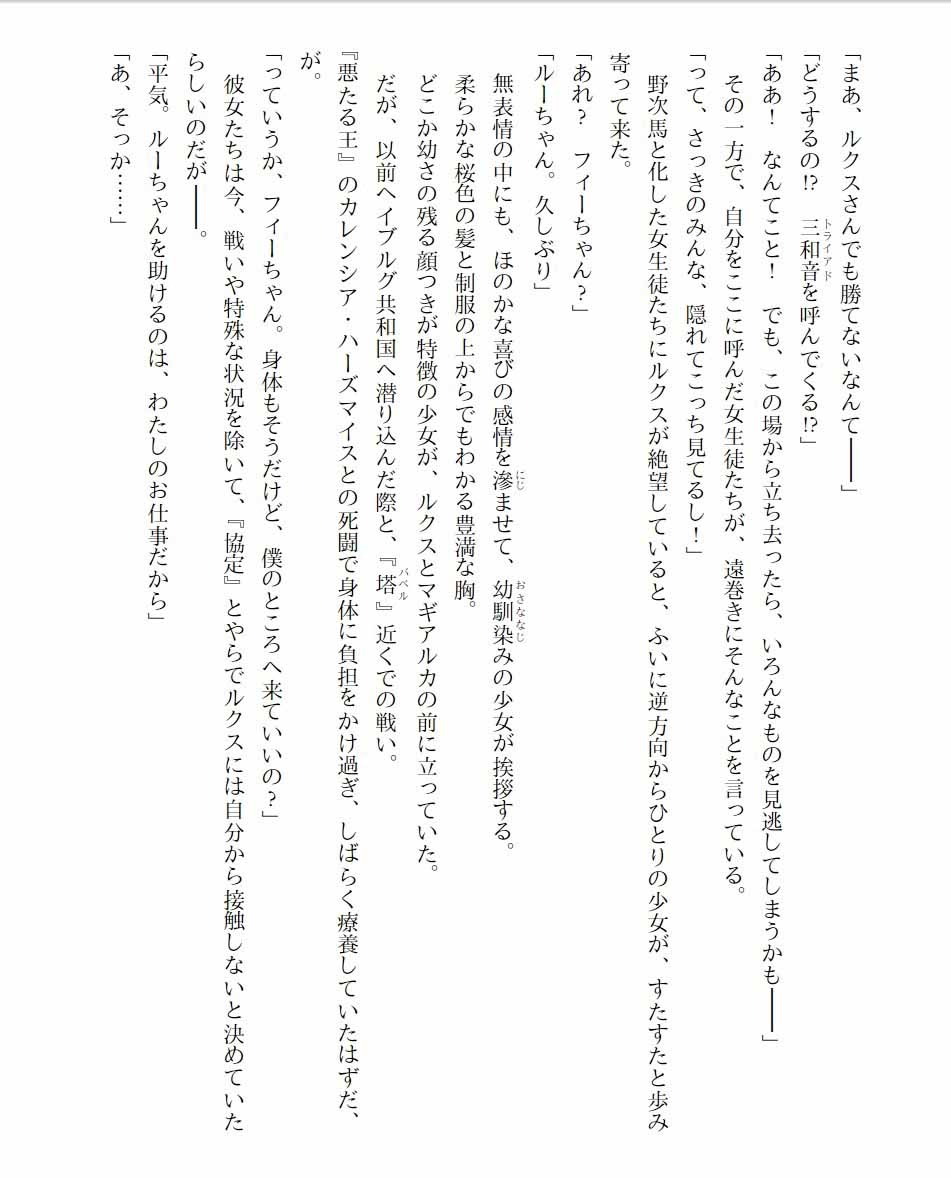 「まあ、ルクスさんでも勝てないなんて――」
「どうするの!?　三和音を呼んでくる!?」
トライアド
「ああ！　なんてこと！　でも、この場から立ち去ったら、いろんなものを見逃してしまうかも――」
その一方で、自分をここに呼んだ女生徒たちが、遠巻きにそんなことを言っている。
「って、さっきのみんな、隠れてこっち見てるし！」
野次馬と化した女生徒たちにルクスが絶望していると、ふいに逆方向からひとりの少女が、すたすたと歩み
寄って来た。
「あれ？　フィーちゃん？」
「ルーちゃん。久しぶり」
無表情の中にも、ほのかな喜びの感情を滲ませて、幼馴染みの少女が挨拶する。
にじ
おさななじ
柔らかな桜色の髪と制服の上からでもわかる豊満な胸。
どこか幼さの残る顔つきが特徴の少女が、ルクスとマギアルカの前に立っていた。
だが、以前ヘイブルグ共和国へ潜り込んだ際と、『塔』近くでの戦い。
バベル
『悪たる王』のカレンシア・ハーズマイスとの死闘で身体に負担をかけ過ぎ、しばらく療養していたはずだ、
が。
「っていうか、フィーちゃん。身体もそうだけど、僕のところへ来ていいの？」
彼女たちは今、戦いや特殊な状況を除いて、『協定』とやらでルクスには自分から接触しないと決めていた
らしいのだが――。
「平気。ルーちゃんを助けるのは、わたしのお仕事だから」
「あ、そっか……」